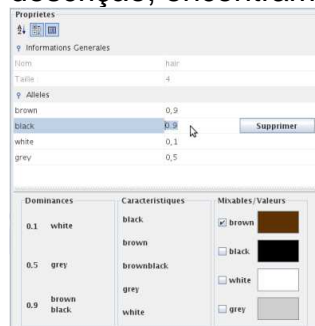 Proprietes
Informations Generales
Nom hair
Taille 4
Alleles
brown 0,9
black 0.9 Supprimer
white 0,1
grey 0,5
Dominances Caracteristiques Mixables/Valeurs
0.1 white
0.5 grey
0.9 brown
black
black
brown
brownblack
grey
white
brown
black
white
grey